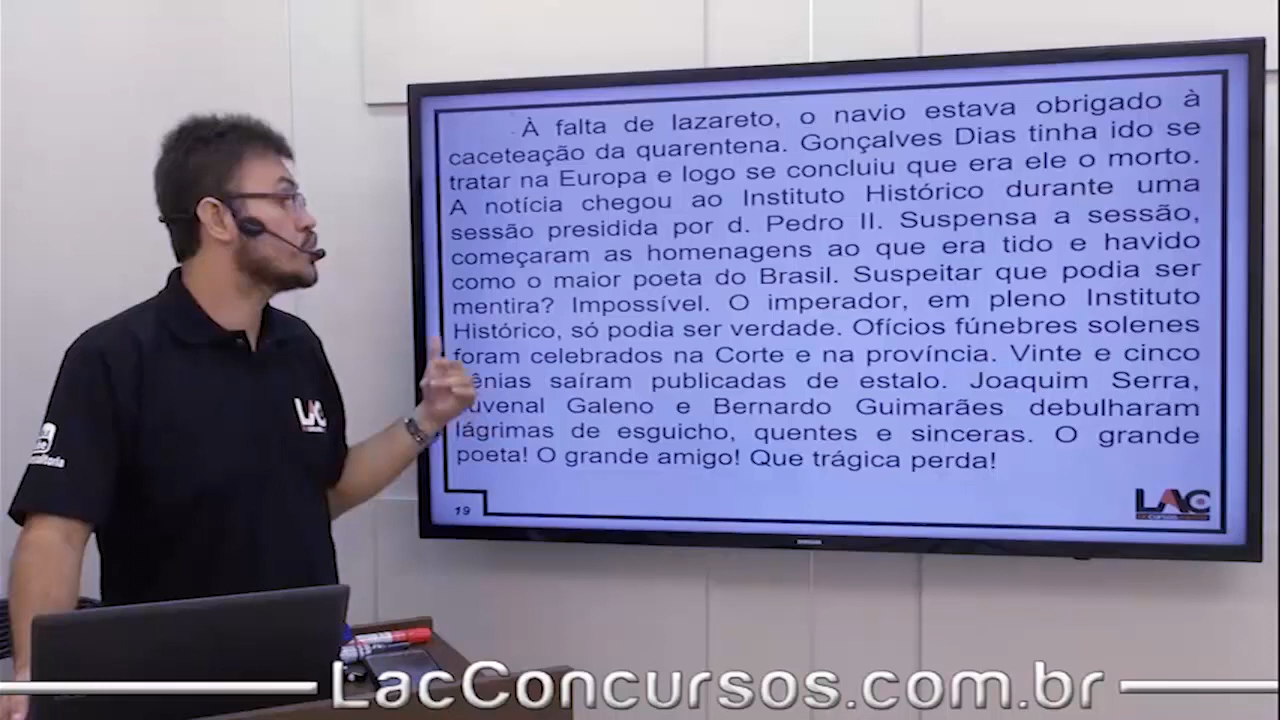 À falta de lazareto, o navio estava obrigado à
caceteação da quarentena. Gonçalves Dias tinha ido se
tratar na Europa e logo se concluiu que era ele o morto.
A notícia chegou ao Instituto Histórico durante uma
sessão presidida por d. Pedro II. Suspensa a sessão,
começaram as homenagens ao que era tido e havido
como o maior poeta do Brasil. Suspeitar que podia ser
mentira? Impossível. O imperador, em pleno Instituto
Histórico, só podia ser verdade. Ofícios fúnebres solenes
foram celebrados na Corte e na província. Vinte e cinco
ênias saíram publicadas de estalo. Joaquim Serra,
uvenal Galeno e Bernardo Guimarães debulharam
lágrimas de esguicho, quentes e sinceras. O grande
poeta! O grande amigo! Que trágica perda!
19
LAC
CURSOS
LAC
LacConcursos.com.br